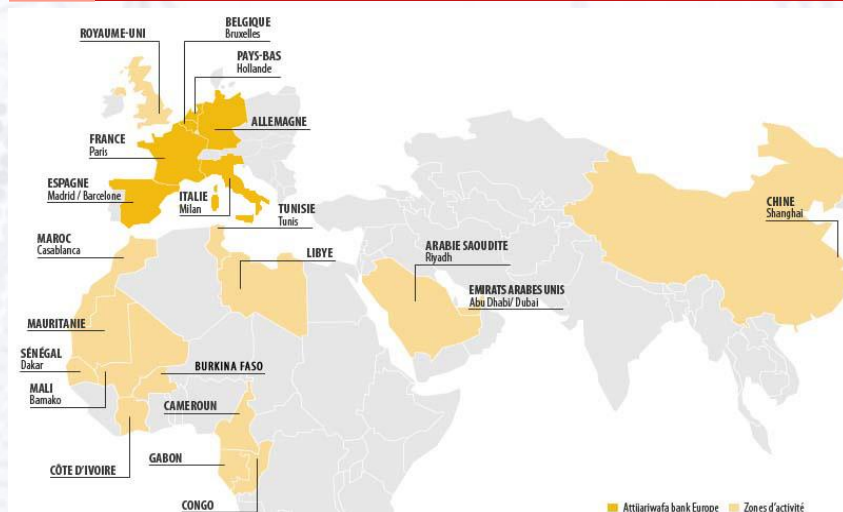 BELGIQUE
Bruxelles
ROYAUME-UNI
PAYS-BAS
Hollande
ALLEMAGNE
FRANCE
Paris
ESPAGNE
Madrid / Barcelone
ITALIE
Milan
TUNISIE
Tunis
CHINE
Shanghai
MAROC
Casablanca
LIBYE
ARABIE SAOUDITE
Riyadh
EMIRATS ARABES UNIS
Abu Dhabi/ Dubai
MAURITANIE
SÉNÉGAL
Dakar
BURKINA FASO
MALI
Bamako
CAMEROUN
GABON
CÔTE D'IVOIRE
CONGO
Attijariwafa bank Europe
Zones d'activité